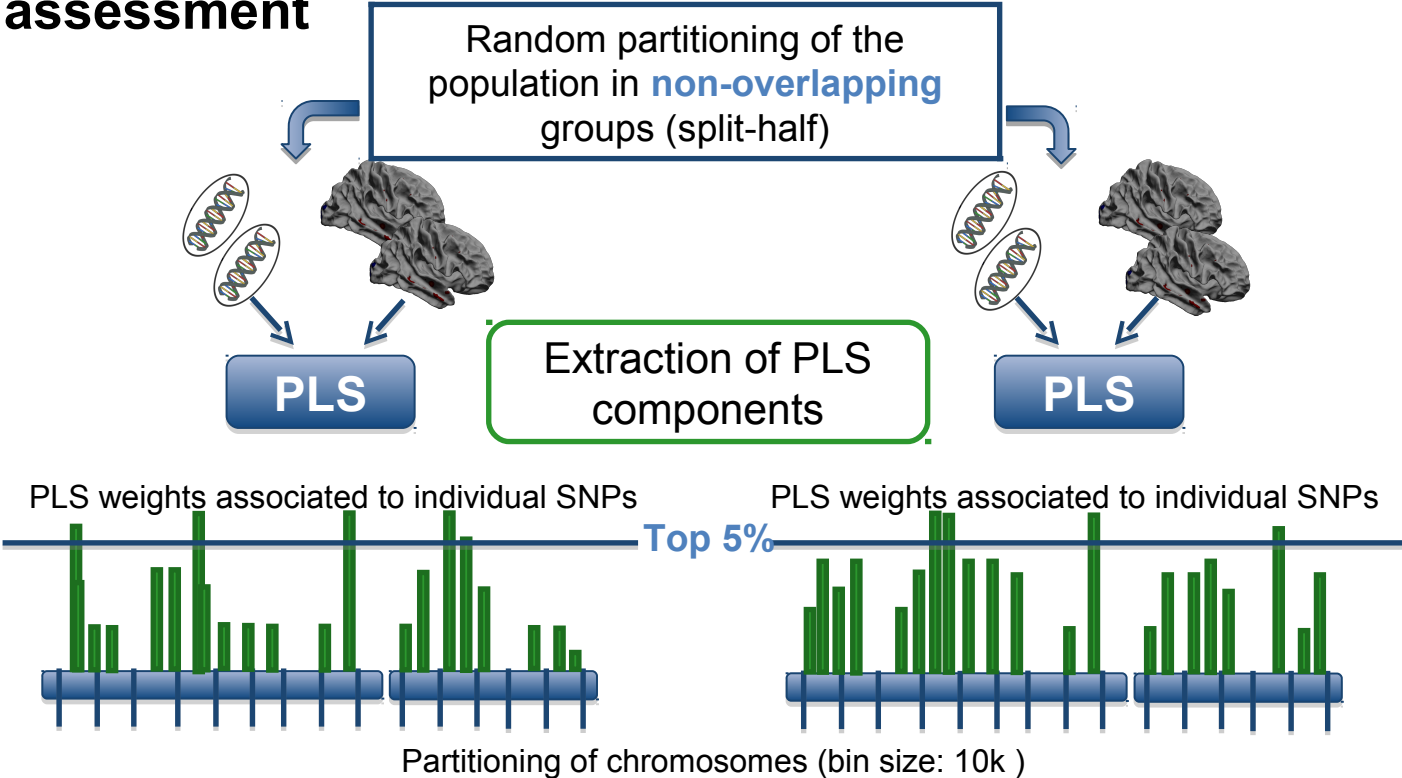 assessment
Random partitioning of the
population in non-overlapping
groups (split-half)
PLS
Extraction of PLS
components
PLS
PLS weights associated to individual SNPs
PLS weights associated to individual SNPs
Top 5%
Partitioning of chromosomes (bin size: 10k )